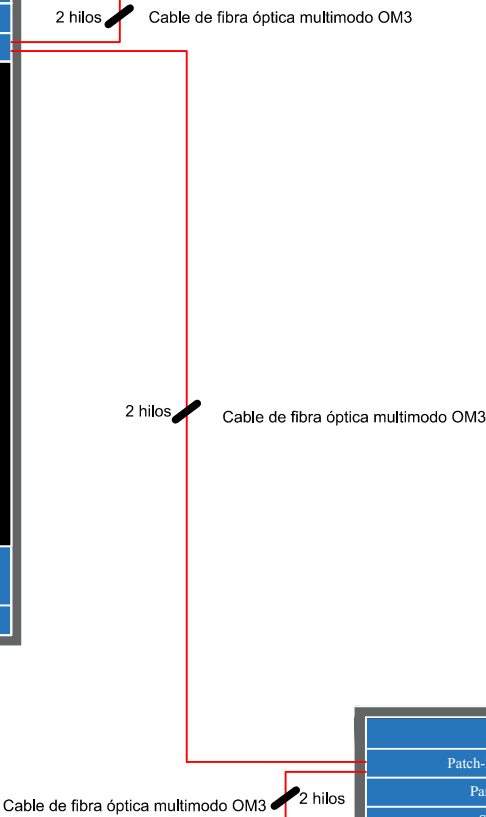 2 hilos Cable de fibra óptica multimodo OM3
2 hilos Cable de fibra óptica multimodo OM3
Patch-
Cable de fibra óptica multimodo OM3 2 hilos